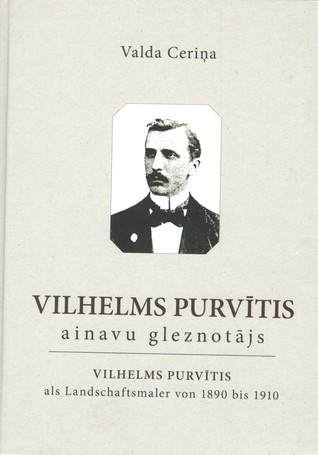 Valda Ceriņa
VILHELMS PURVĪTIS
ainavu gleznotājs
VILHELMS PURVĪTIS
als Landschaftsmaler von 1890 bis 1910